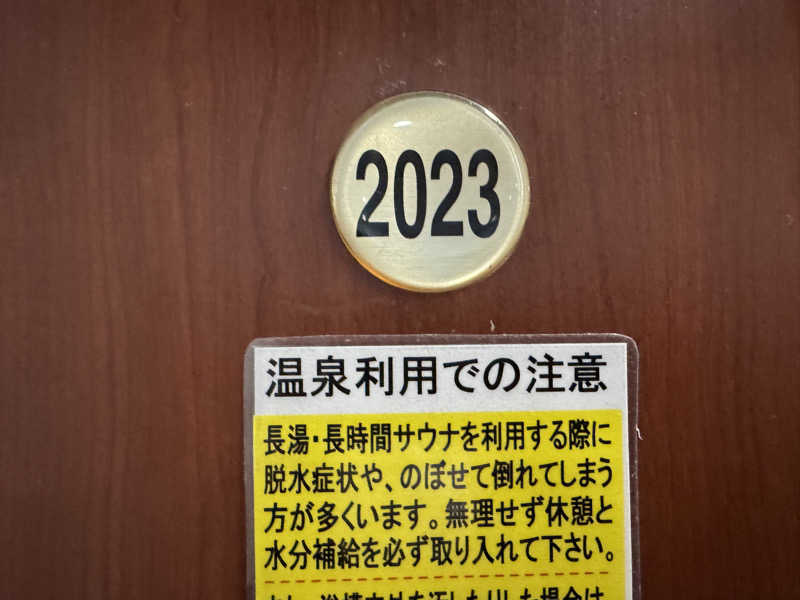 2023
温泉利用での注意
長湯・長時間サウナを利用する際に
脱水症状や、のぼせて倒れてしまう
方が多くいます。無理せず休憩と
水分補給を必ず取り入れて下さい。